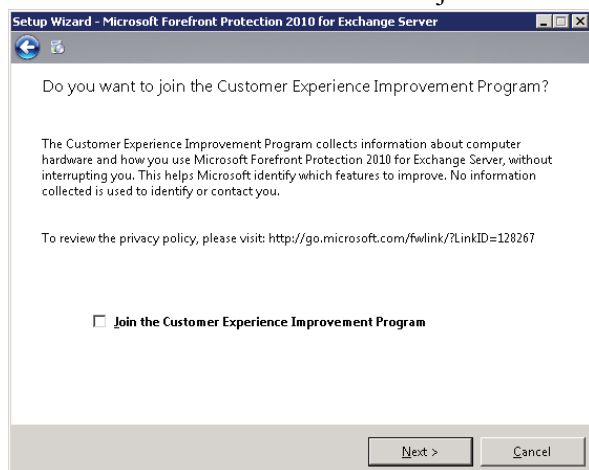 Setup Wizard - Microsoft Forefront Protection 2010 for Exchange Server
Do you want to join the Customer Experience Improvement Program?
The Customer Experience Improvement Program collects information about computer
hardware and how you use Microsoft Forefront Protection 2010 for Exchange Server, without
interrupting you. This helps Microsoft identify which features to improve. No information
collected is used to identify or contact you.
To review the privacy policy, please visit: http://go.microsoft.com/fwlink/?LinkID=128267
Join the Customer Experience Improvement Program
Next >
Cancel